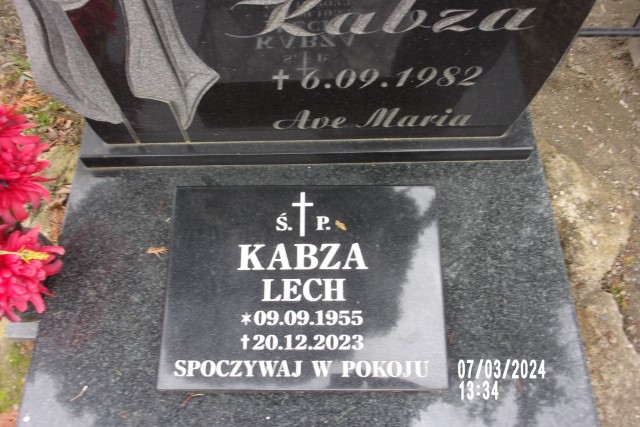 Kabza
† 6.09.1982
Ave Maria
Ś. † P.
KABZA
LECH
*09.09.1955
†20.12.2023
SPOCZYWAJ W POKOJU
07/03/2024
13:34